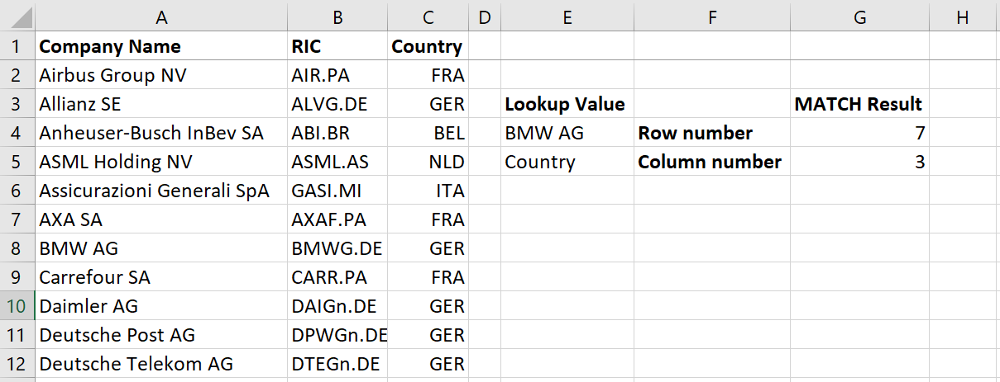 A B C D E F G H
1 Company Name RIC Country
2 Airbus Group NV AIR.PA FRA
3 Allianz SE ALVG.DE GER Lookup Value MATCH Result
4 Anheuser-Busch InBev SA ABI.BR BEL BMW AG Row number 7
5 ASML Holding NV ASML.AS NLD Country Column number 3
6 Assicurazioni Generali SpA GASI.MI ITA
7 AXA SA AXAF.PA FRA
8 BMW AG BMWG.DE GER
9 Carrefour SA CARR.PA FRA
10 Daimler AG DAIGn.DE GER
11 Deutsche Post AG DPWGn.DE GER
12 Deutsche Telekom AG DTEGn.DE GER